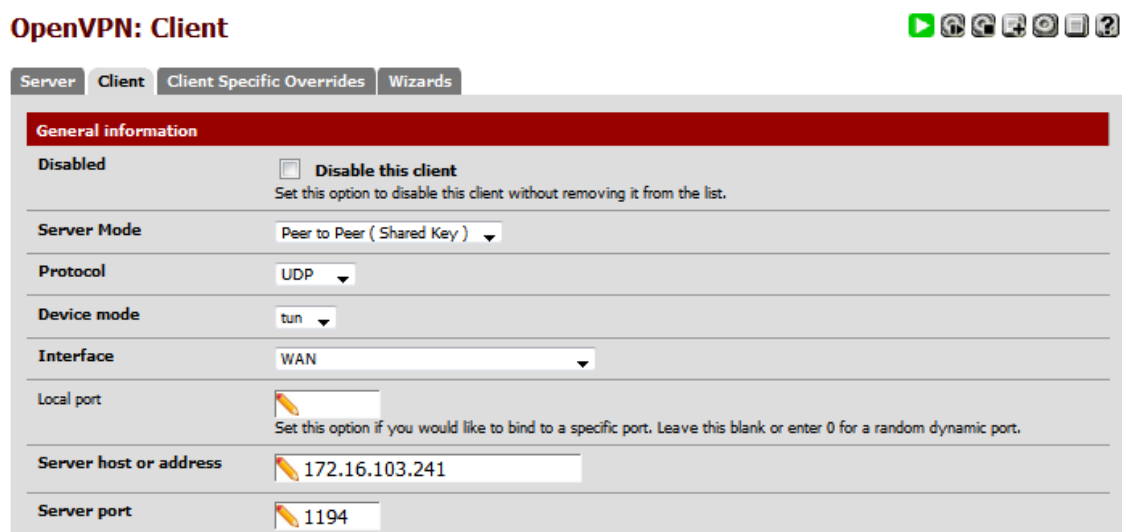 OpenVPN: Client
Server Client Client Specific Overrides Wizards
General information
Disabled
Disable this client
Set this option to disable this client without removing it from the list.
Server Mode
Peer to Peer ( Shared Key )
Protocol
UDP
Device mode
tun
Interface
WAN
Local port
Set this option if you would like to bind to a specific port. Leave this blank or enter 0 for a random dynamic port.
Server host or address
172.16.103.241
Server port
1194